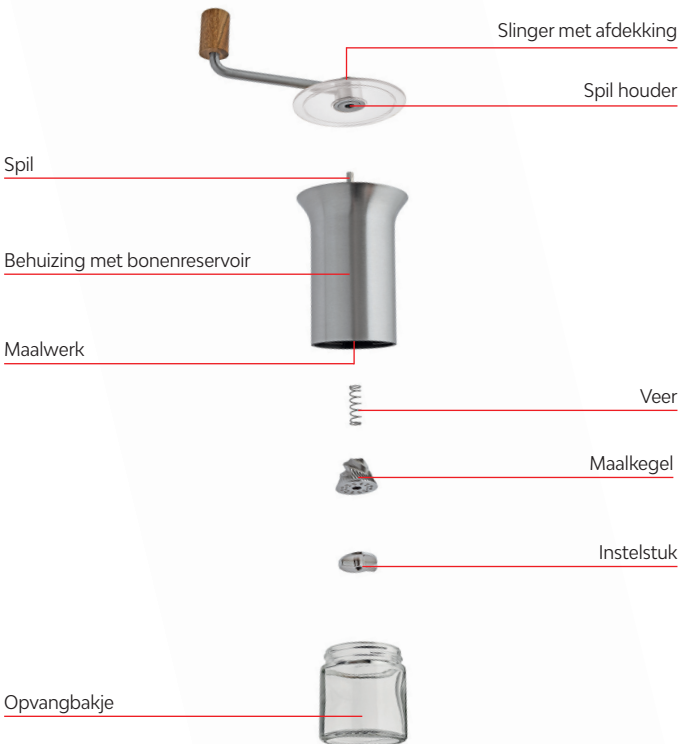 Slinger met afdekking
Spil houder
Spil
Behuizing met bonenreservoir
Maalwerk
Veer
Maalkegel
Instelstuk
Opvangbakje